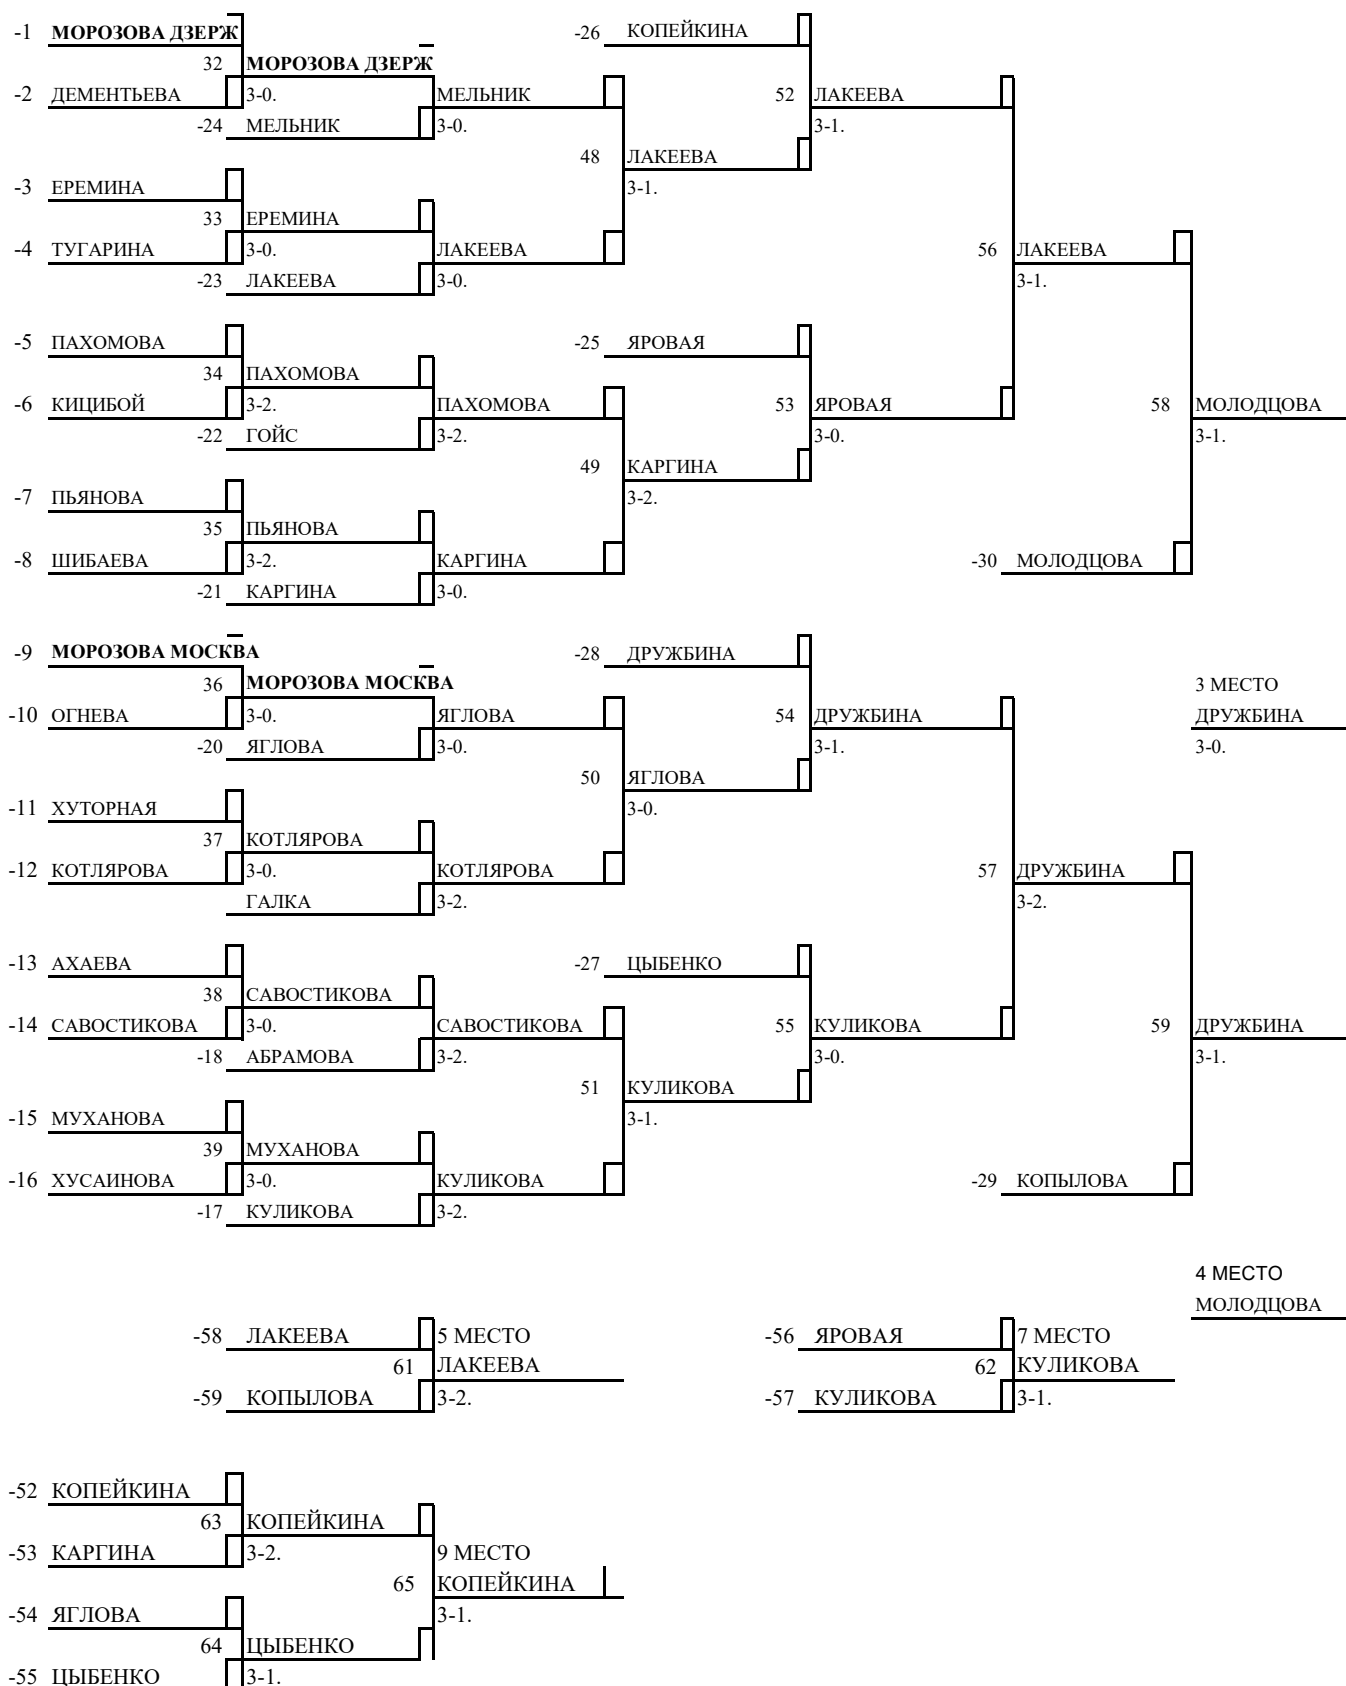 -1 МОРОЗОВА ДЗЕРЖ -26 КОПЕЙКИНА
32 МОРОЗОВА ДЗЕРЖ
-2 ДЕМЕНТЬЕВА 3-0. МЕЛЬНИК 52 ЛАКЕЕВА
-24 МЕЛЬНИК 3-0. 3-1.
48 ЛАКЕЕВА
-3 ЕРЕМИНА 3-1.
33 ЕРЕМИНА
-4 ТУГАРИНА 3-0. ЛАКЕЕВА 56 ЛАКЕЕВА
-23 ЛАКЕЕВА 3-0. 3-1.
-5 ПАХОМОВА -25 ЯРОВАЯ
34 ПАХОМОВА
-6 КИЦИБОЙ 3-2. ПАХОМОВА 53 ЯРОВАЯ 58 МОЛОДЦОВА
-22 ГОЙС 3-2. 3-0. 3-1.
49 КАРГИНА
-7 ПЬЯНОВА 3-2.
35 ПЬЯНОВА
-8 ШИБАЕВА 3-2. КАРГИНА -30 МОЛОДЦОВА
-21 КАРГИНА 3-0.
-9 МОРОЗОВА МОСКВА -28 ДРУЖБИНА
36 МОРОЗОВА МОСКВА 3 МЕСТО
-10 ОГНЕВА 3-0. ЯГЛОВА 54 ДРУЖБИНА ДРУЖБИНА
-20 ЯГЛОВА 3-0. 3-1. 3-0.
50 ЯГЛОВА
-11 ХУТОРНАЯ 3-0.
37 КОТЛЯРОВА
-12 КОТЛЯРОВА 3-0. КОТЛЯРОВА 57 ДРУЖБИНА
ГАЛКА 3-2. 3-2.
-13 АХАЕВА -27 ЦЫБЕНКО
38 САВОСТИКОВА
-14 САВОСТИКОВА 3-0. САВОСТИКОВА 55 КУЛИКОВА 59 ДРУЖБИНА
-18 АБРАМОВА 3-2. 3-0. 3-1.
51 КУЛИКОВА
-15 МУХАНОВА 3-1.
39 МУХАНОВА
-16 ХУСАИНОВА 3-0. КУЛИКОВА -29 КОПЫЛОВА
-17 КУЛИКОВА 3-2.
4 МЕСТО
МОЛОДЦОВА
-58 ЛАКЕЕВА 5 МЕСТО -56 ЯРОВАЯ 7 МЕСТО
61 ЛАКЕЕВА 62 КУЛИКОВА
-59 КОПЫЛОВА 3-2. -57 КУЛИКОВА 3-1.
-52 КОПЕЙКИНА
63 КОПЕЙКИНА
-53 КАРГИНА 3-2. 9 МЕСТО
65 КОПЕЙКИНА
-54 ЯГЛОВА 3-1.
64 ЦЫБЕНКО
-55 ЦЫБЕНКО 3-1.